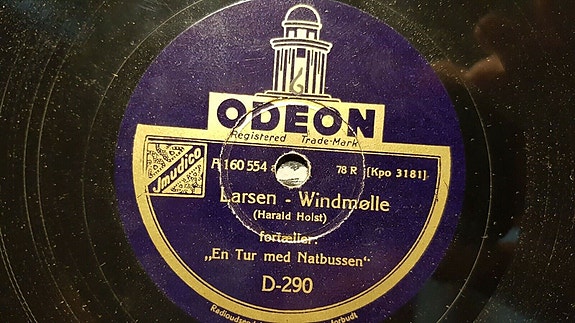 6
ODEON
Registered Trade-Mark
Imudico
A 160 554 78 R [Kpo 3181]
Larsen - Windmølle
(Harald Holst)
fortæller:
„En Tur med Natbussen“
D-290